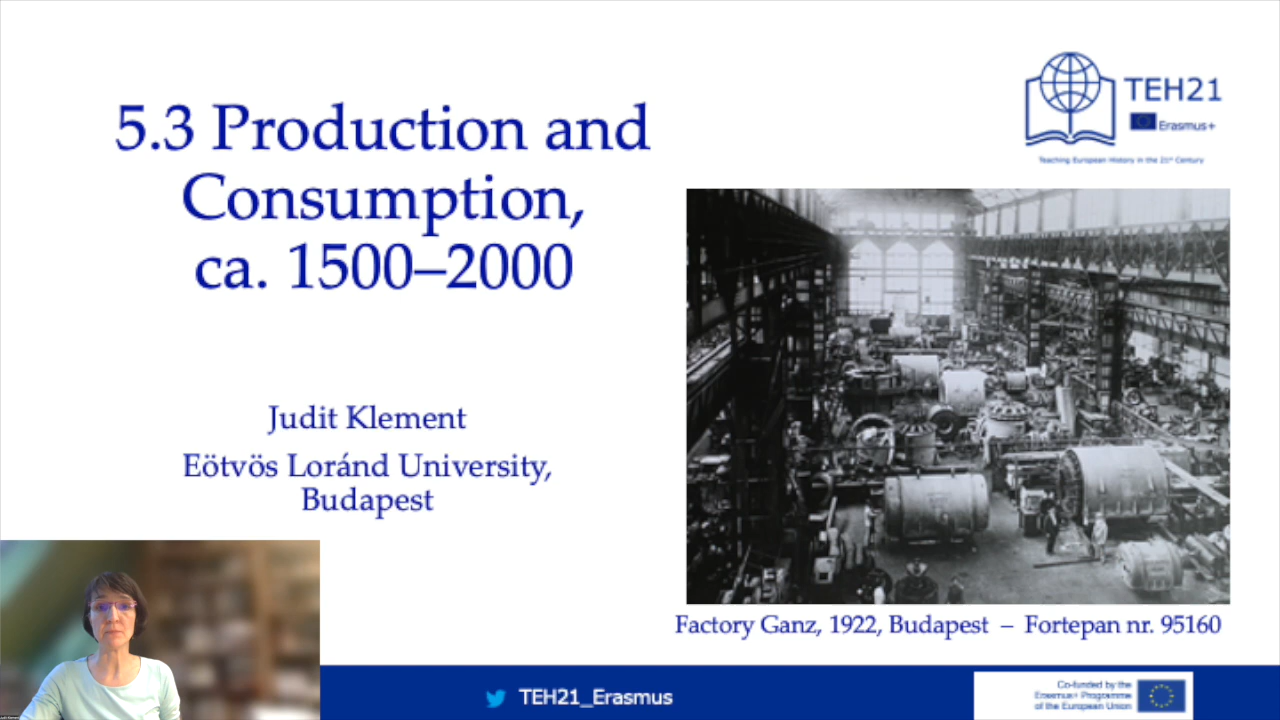 5.3 Production and
Consumption,
ca. 1500–2000
TEH21
Erasmus+
Teaching European History in the 21st Century
Judit Klement
Eötvös Loránd University,
Budapest
Factory Ganz, 1922, Budapest – Fortepan nr. 95160
TEH21_Erasmus
Co-funded by the
Erasmus+ Programme
of the European Union